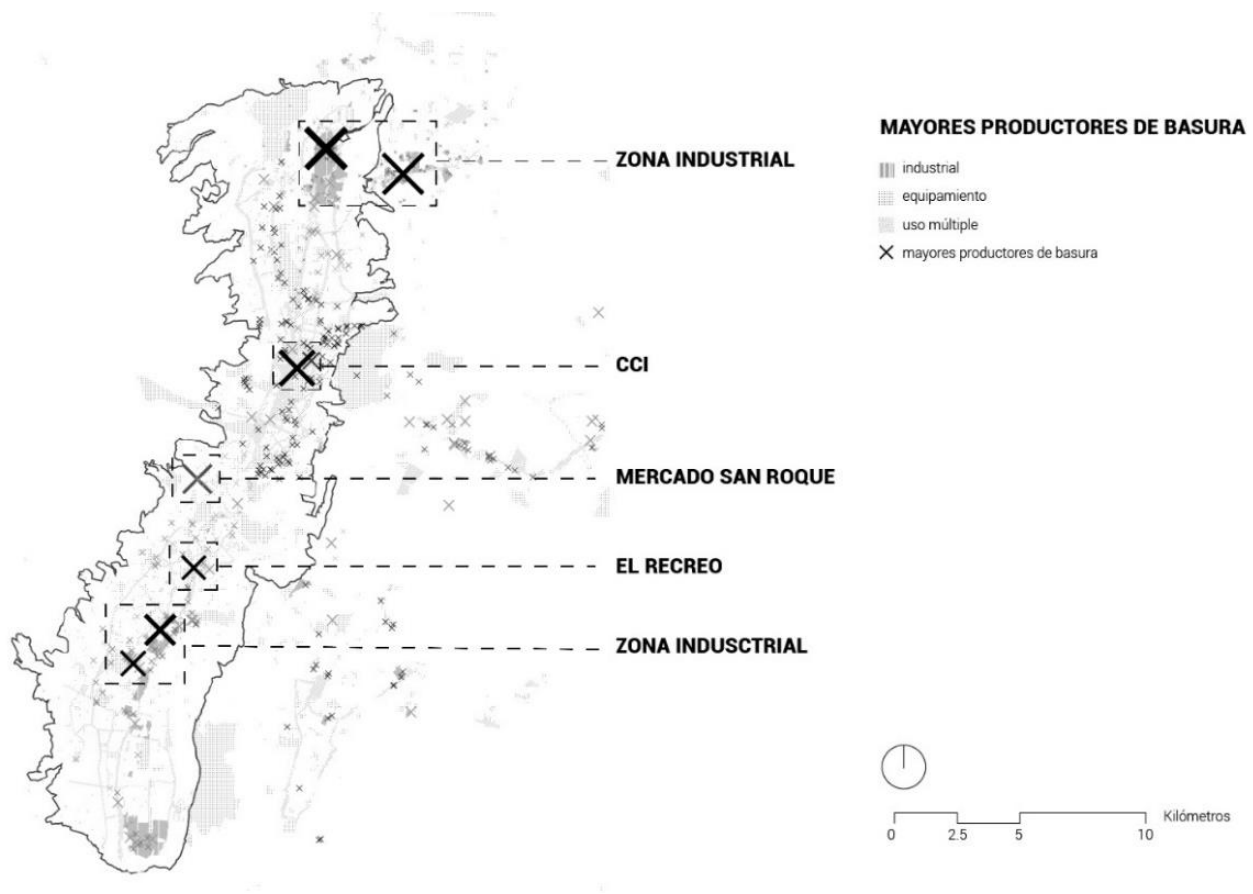 ZONA INDUSTRIAL
CCI
MERCADO SAN ROQUE
EL RECREO
ZONA INDUSCTRIAL
MAYORES PRODUCTORES DE BASURA
industrial
equipamiento
uso múltiple
mayores productores de basura
Kilómetros
0 2.5 5 10